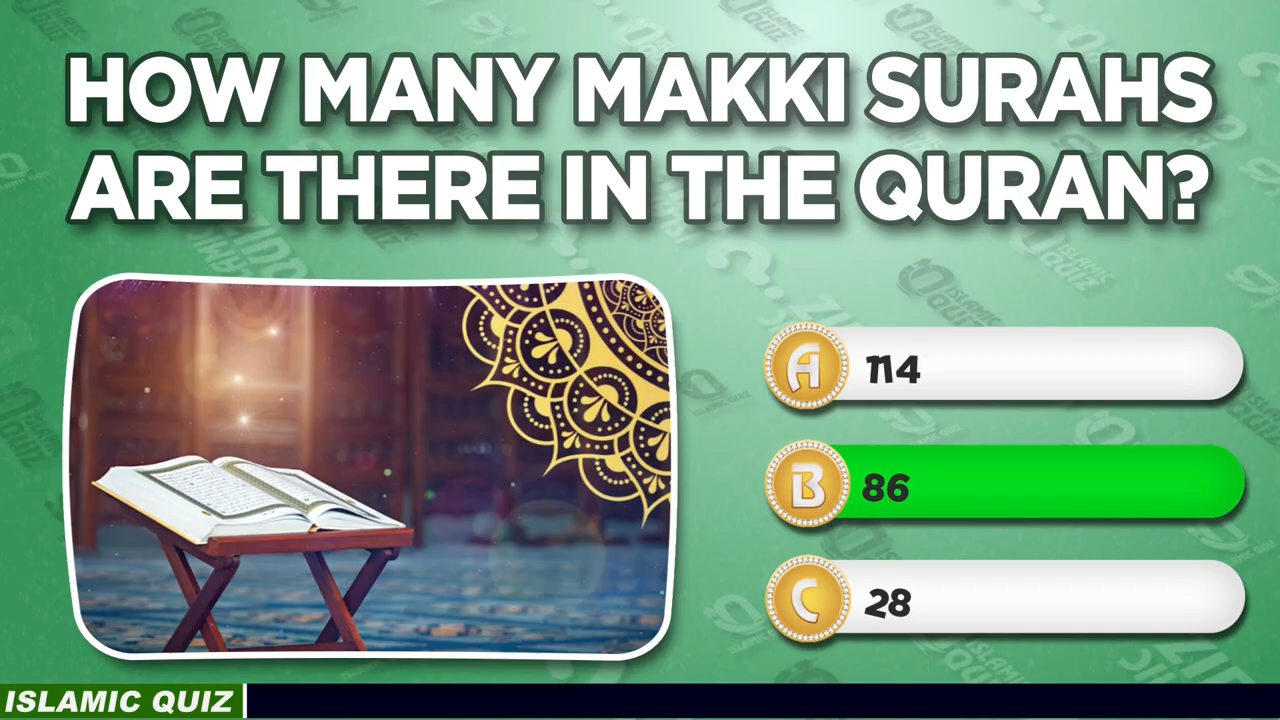 HOW MANY MAKKI SURAHS
ARE THERE IN THE QURAN?
A 114
B 86
C 28
ISLAMIC QUIZ